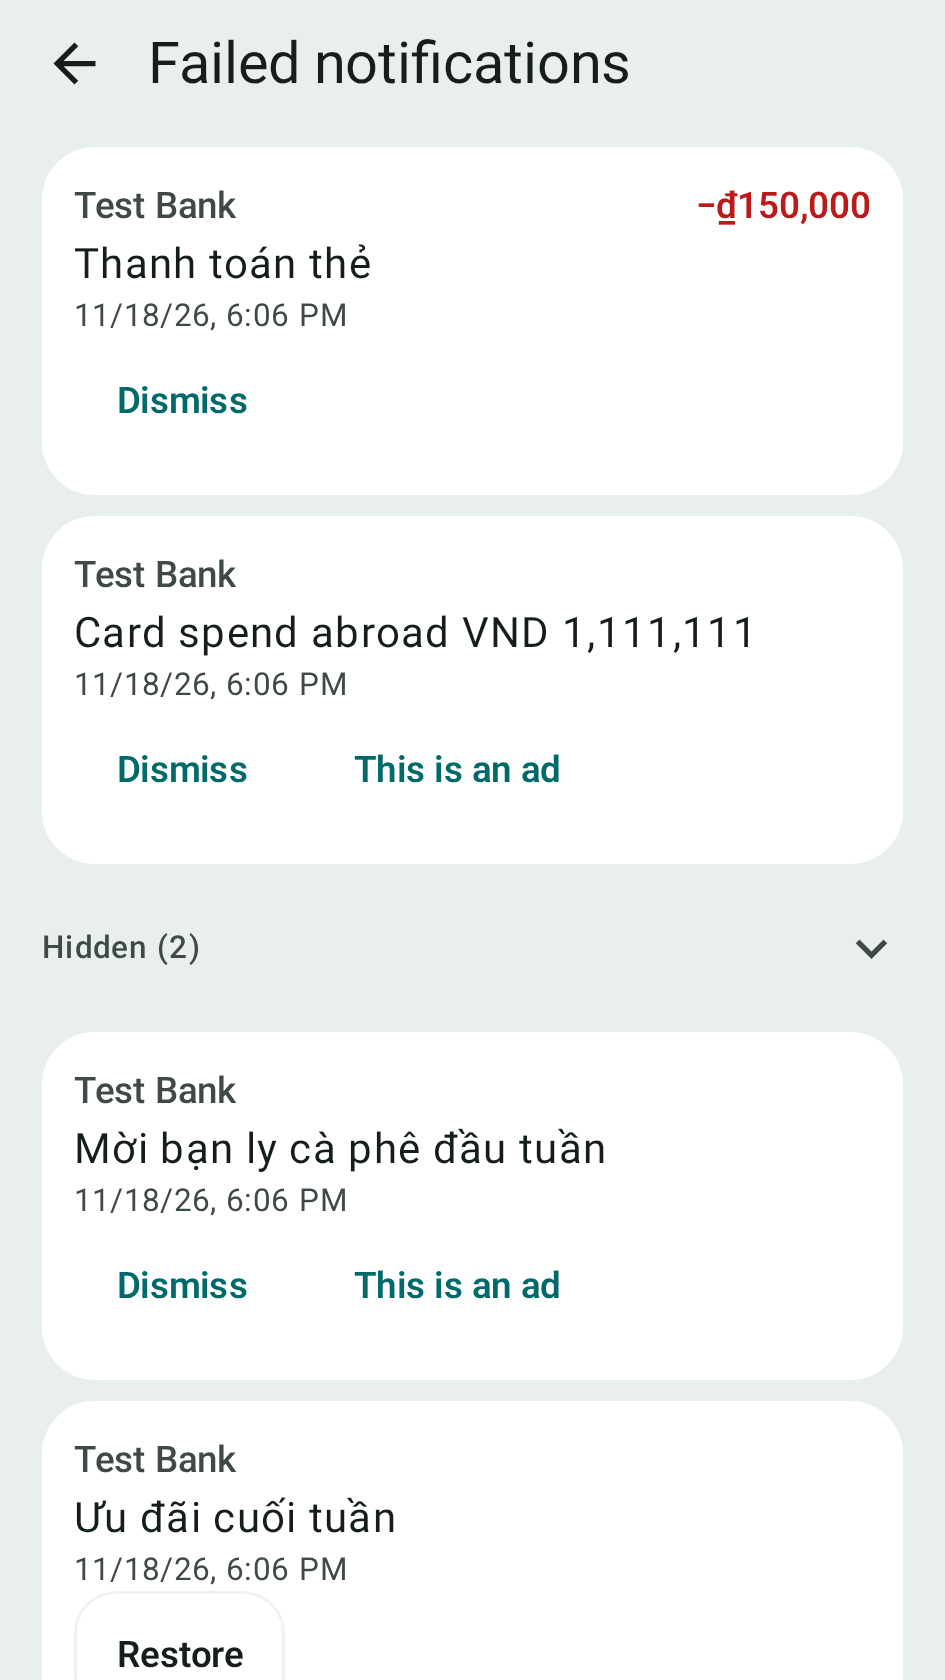 Failed notifications
Test Bank −₫150,000
Thanh toán thẻ
11/18/26, 6:06 PM
Dismiss
Test Bank
Card spend abroad VND 1,111,111
11/18/26, 6:06 PM
Dismiss This is an ad
Hidden (2)
Test Bank
Mời bạn ly cà phê đầu tuần
11/18/26, 6:06 PM
Dismiss This is an ad
Test Bank
Ưu đãi cuối tuần
11/18/26, 6:06 PM
Restore